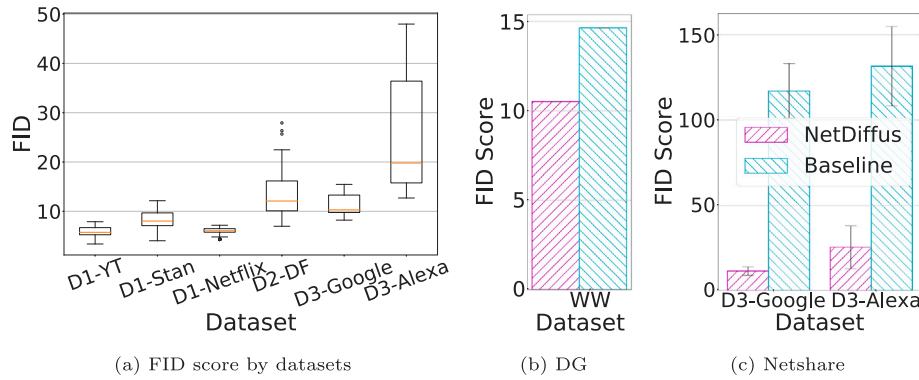 50
40
30
20
10
FID
D1-YT
D1-Stan
D1-Netflix
D2-DF
D3-Google
D3-Alexa
Dataset
(a) FID score by datasets
15
10
5
0
FID Score
WW
Dataset
(b) DG
150
100
50
0
FID Score
NetDiffus
Baseline
D3-Google D3-Alexa
Dataset
(c) Netshare